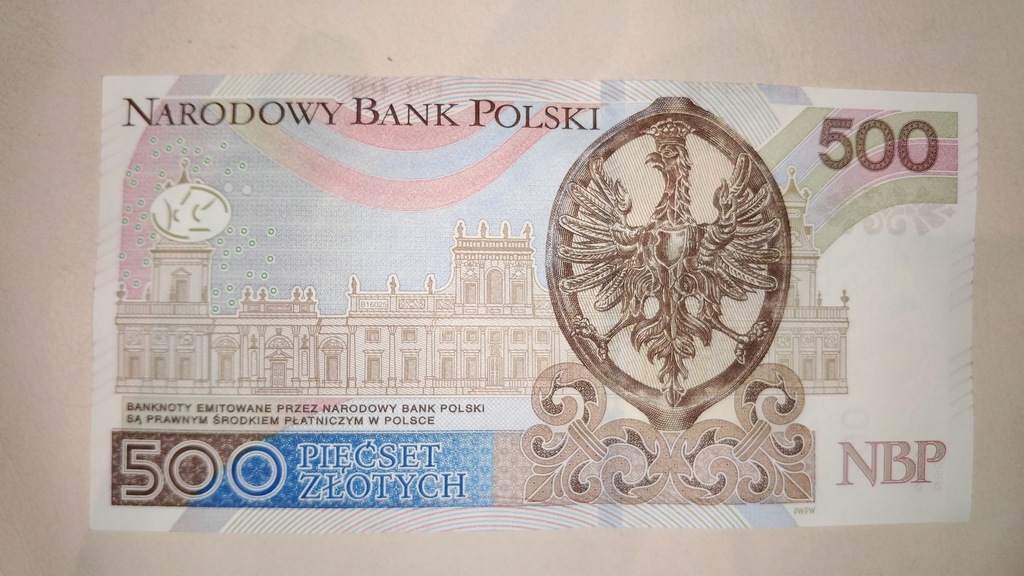 NARODOWY BANK POLSKI
500
BANKNOTY EMITOWANE PRZEZ NARODOWY BANK POLSKI
SĄ PRAWNYM ŚRODKIEM PŁATNICZYM W POLSCE
500 PIĘĆSET
ZŁOTYCH
NBP
PWPW